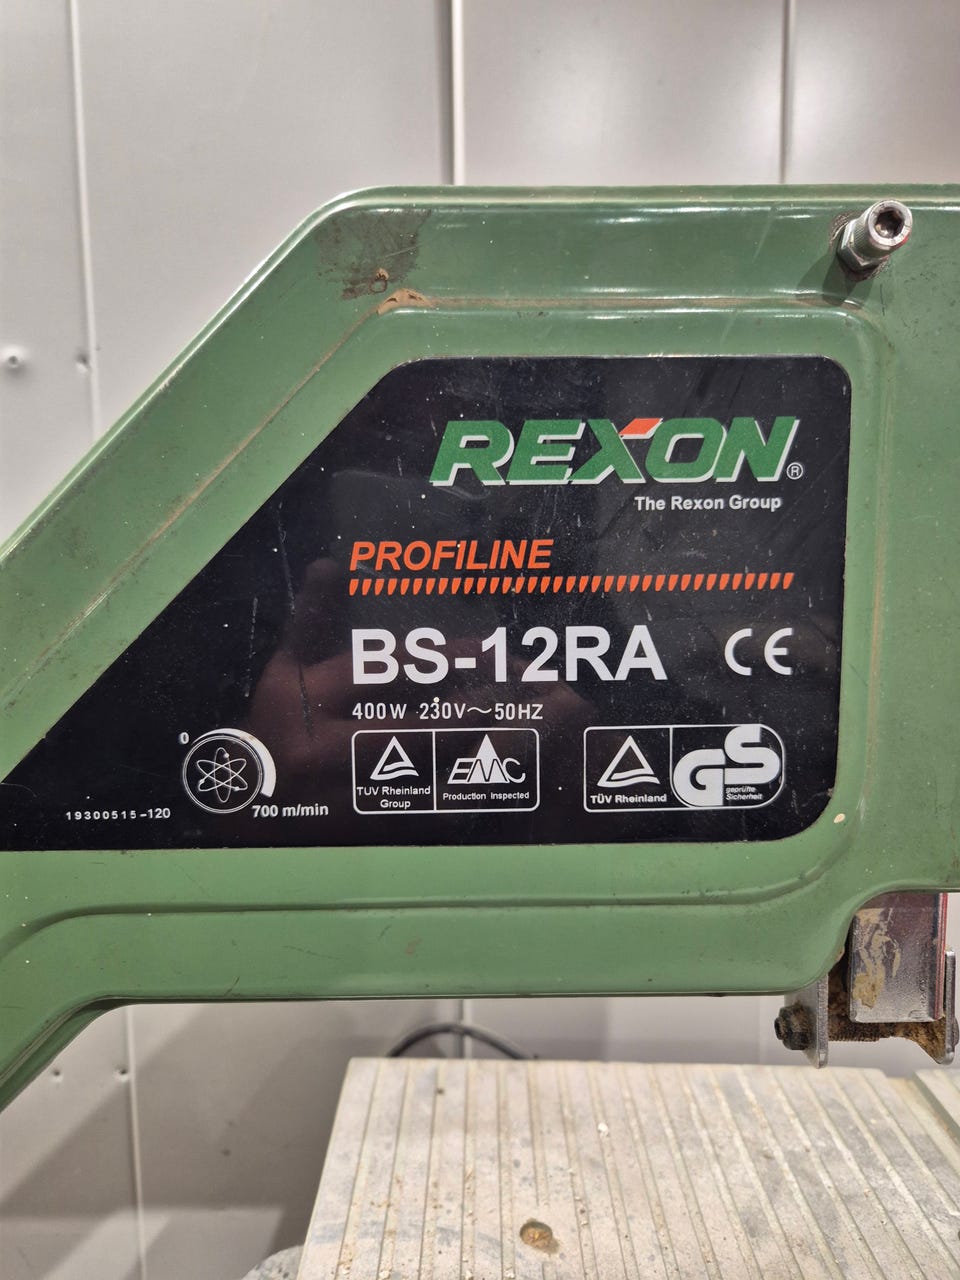 REXON®
The Rexon Group
PROFILINE
BS-12RA CE
400W 230V～50HZ
0
700 m/min
19300515-120
TUV Rheinland
Group
EMC
Production Inspected
TÜV Rheinland
GS
geprüfte
Sicherheit